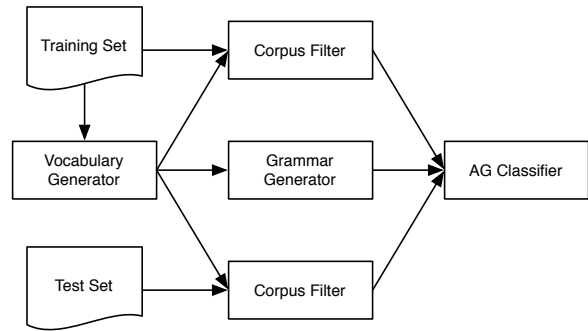 Training Set
Corpus Filter
Vocabulary
Generator
Grammar
Generator
AG Classifier
Test Set
Corpus Filter